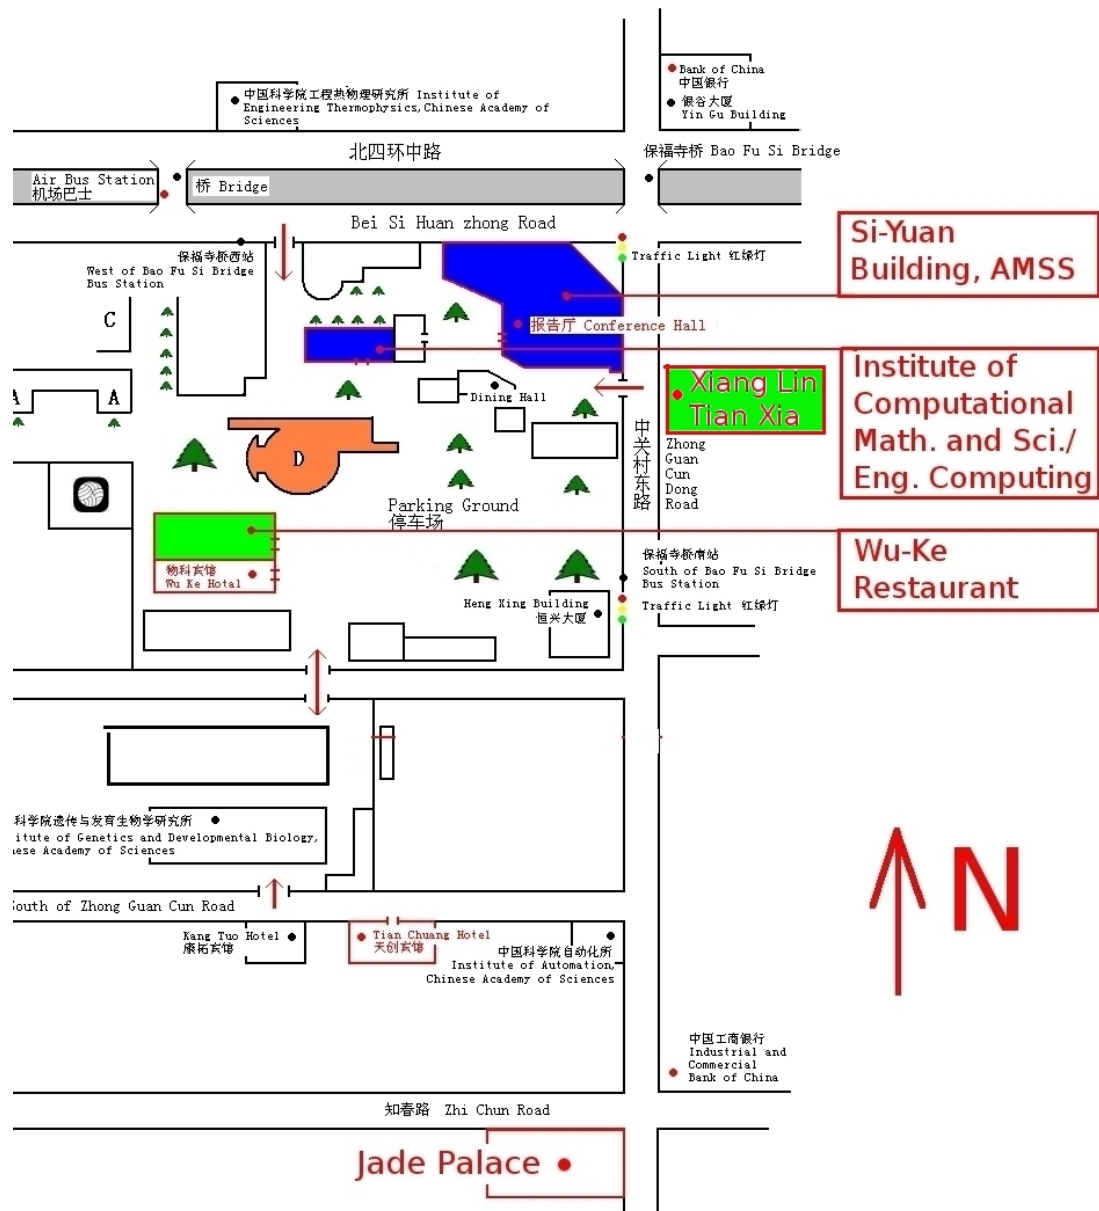 Bank of China
中国银行
银谷大厦
Yin Gu Building
中国科学院工程热物理研究所 Institute of
Engineering Thermophysics, Chinese Academy of
Sciences
北四环中路
保福寺桥 Bao Fu Si Bridge
Air Bus Station
机场巴士
桥 Bridge
Bei Si Huan zhong Road
Si-Yuan
Building, AMSS
保福寺桥西站
West of Bao Fu Si Bridge
Bus Station
Traffic Light 红绿灯
C
报告厅 Conference Hall
Institute of
Computational
Math. and Sci./
Eng. Computing
Xiang Lin
Tian Xia
A
A
Dining Hall
中关村东路
Zhong
Guan
Cun
Dong
Road
D
Parking Ground
停车场
Wu-Ke
Restaurant
物科宾馆
Wu Ke Hotal
保福寺桥南站
South of Bao Fu Si Bridge
Bus Station
Heng Xing Building
恒兴大厦
Traffic Light 红绿灯
科学院遗传与发育生物学研究所
itute of Genetics and Developmental Biology,
nese Academy of Sciences
N
South of Zhong Guan Cun Road
Kang Tuo Hotel
康拓宾馆
Tian Chuang Hotel
天创宾馆
中国科学院自动化所
Institute of Automation,
Chinese Academy of Sciences
中国工商银行
Industrial and
Commercial
Bank of China
知春路 Zhi Chun Road
Jade Palace